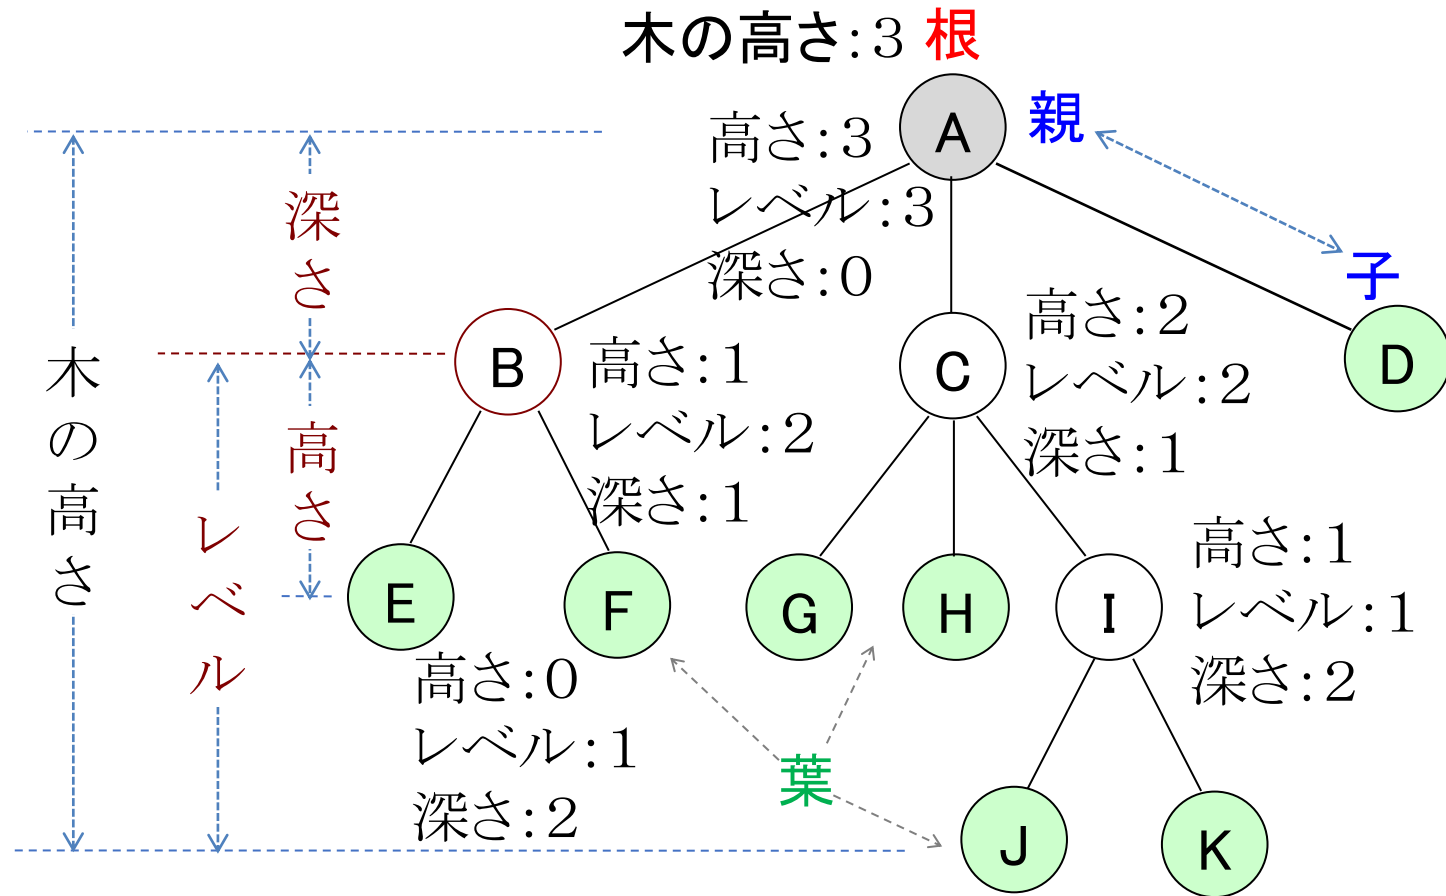 木の高さ:3 根
A
親
高さ:3
レベル:3
深さ:0
子
深さ
高さ
レベル
木の高さ
B
高さ:1
レベル:2
深さ:1
C
高さ:2
レベル:2
深さ:1
D
E
F
高さ:0
レベル:1
深さ:2
G
H
I
高さ:1
レベル:1
深さ:2
葉
J
K